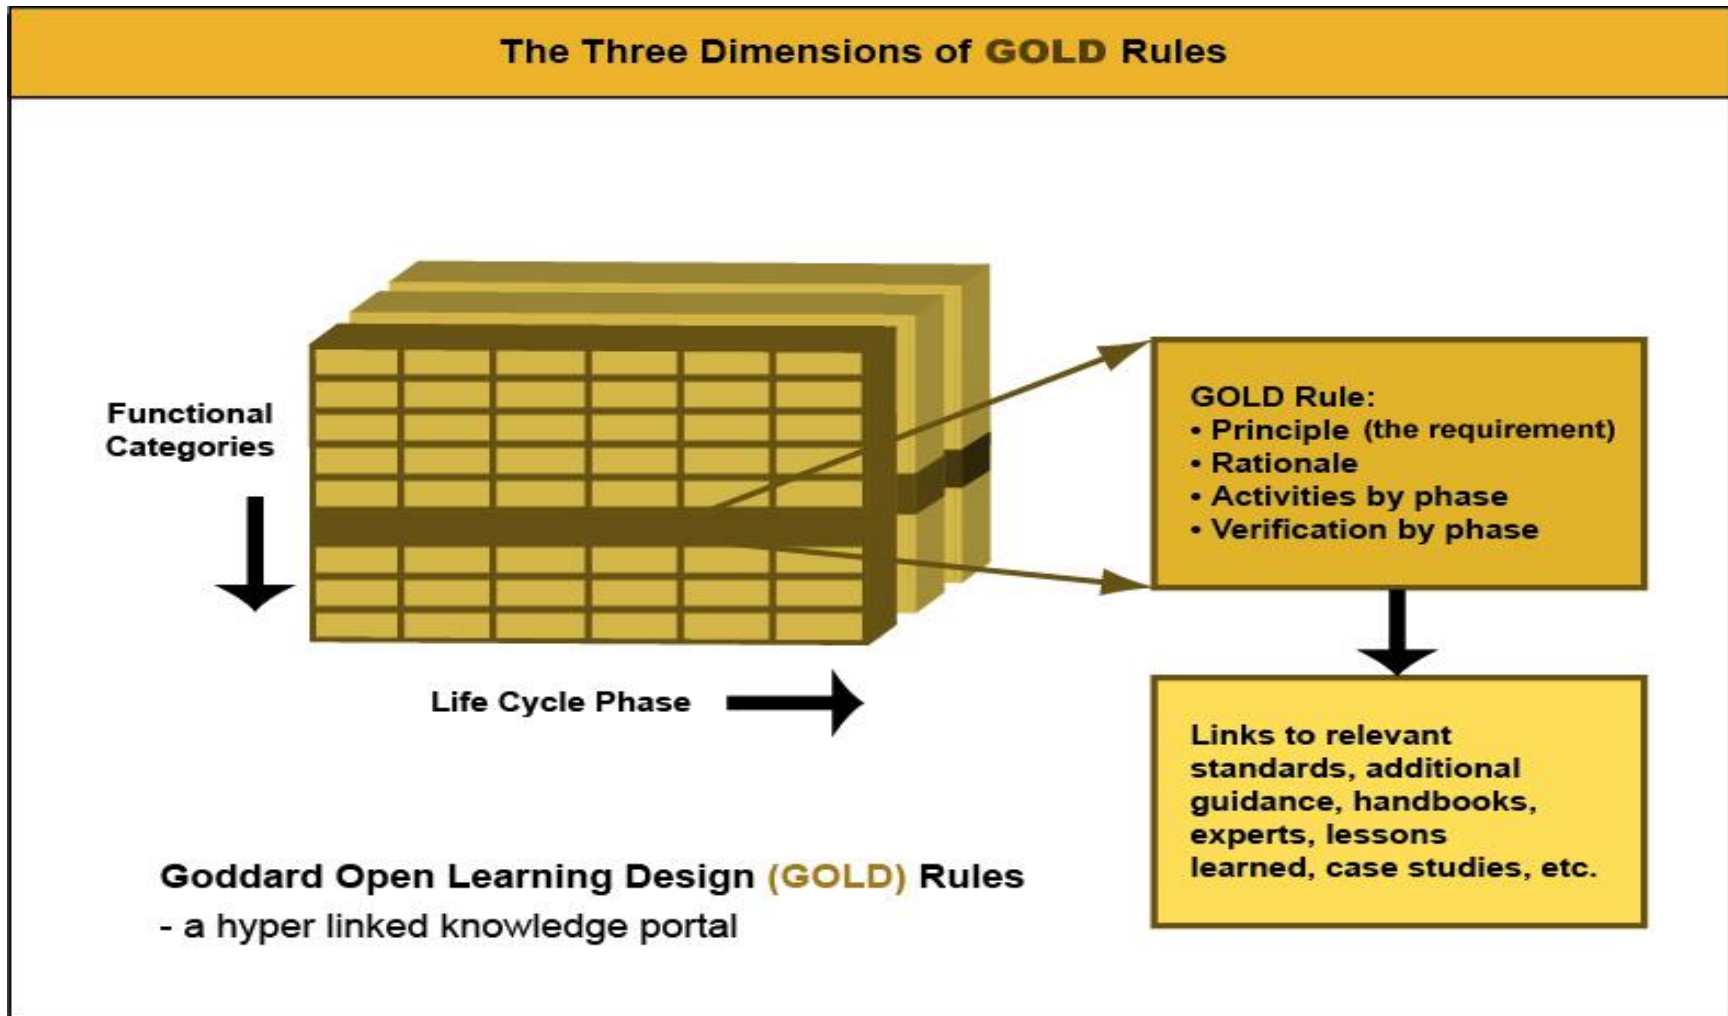 The Three Dimensions of GOLD Rules
Functional
Categories
Life Cycle Phase
GOLD Rule:
• Principle (the requirement)
• Rationale
• Activities by phase
• Verification by phase
Links to relevant
standards, additional
guidance, handbooks,
experts, lessons
learned, case studies, etc.
Goddard Open Learning Design (GOLD) Rules
- a hyper linked knowledge portal